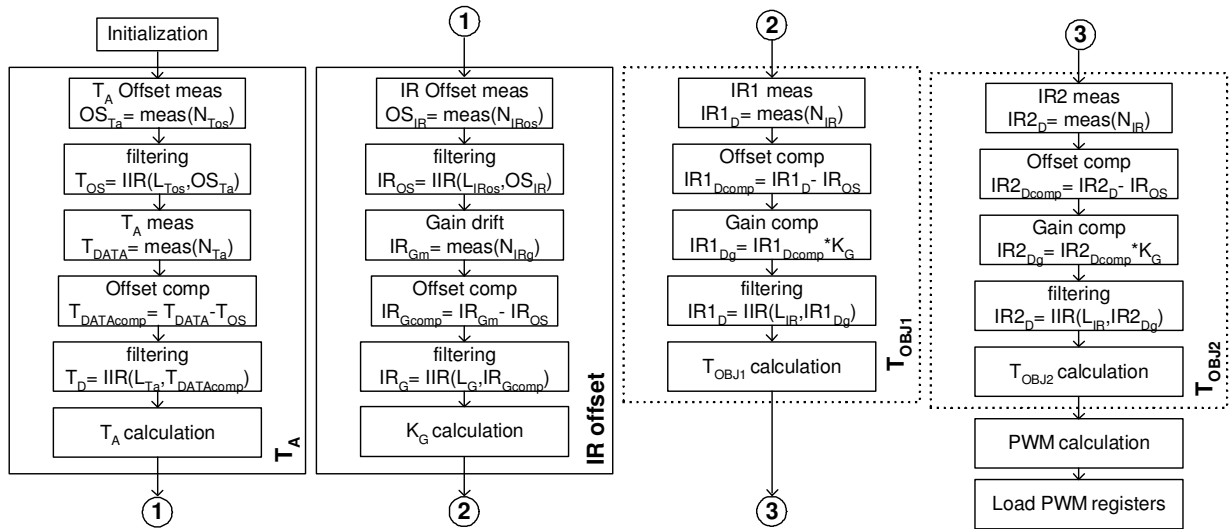 Initialization
T_A Offset meas
OS_Ta= meas(N_Tos)
filtering
T_OS= IIR(L_Tos,OS_Ta)
T_A meas
T_DATA= meas(N_Ta)
Offset comp
T_DATAcomp= T_DATA-T_OS
filtering
T_D= IIR(L_Ta,T_DATAcomp)
T_A calculation
T_A
1
1
IR Offset meas
OS_IR= meas(N_IRos)
filtering
IR_OS= IIR(L_IRos,OS_IR)
Gain drift
IR_Gm= meas(N_IRg)
Offset comp
IR_Gcomp= IR_Gm- IR_OS
filtering
IR_G= IIR(L_G,IR_Gcomp)
K_G calculation
IR offset
2
2
IR1 meas
IR1_D= meas(N_IR)
Offset comp
IR1_Dcomp= IR1_D- IR_OS
Gain comp
IR1_Dg= IR1_Dcomp*K_G
filtering
IR1_D= IIR(L_IR,IR1_Dg)
T_OBJ1 calculation
T_OBJ1
3
3
IR2 meas
IR2_D= meas(N_IR)
Offset comp
IR2_Dcomp= IR2_D- IR_OS
Gain comp
IR2_Dg= IR2_Dcomp*K_G
filtering
IR2_D= IIR(L_IR,IR2_Dg)
T_OBJ2 calculation
T_OBJ2
PWM calculation
Load PWM registers